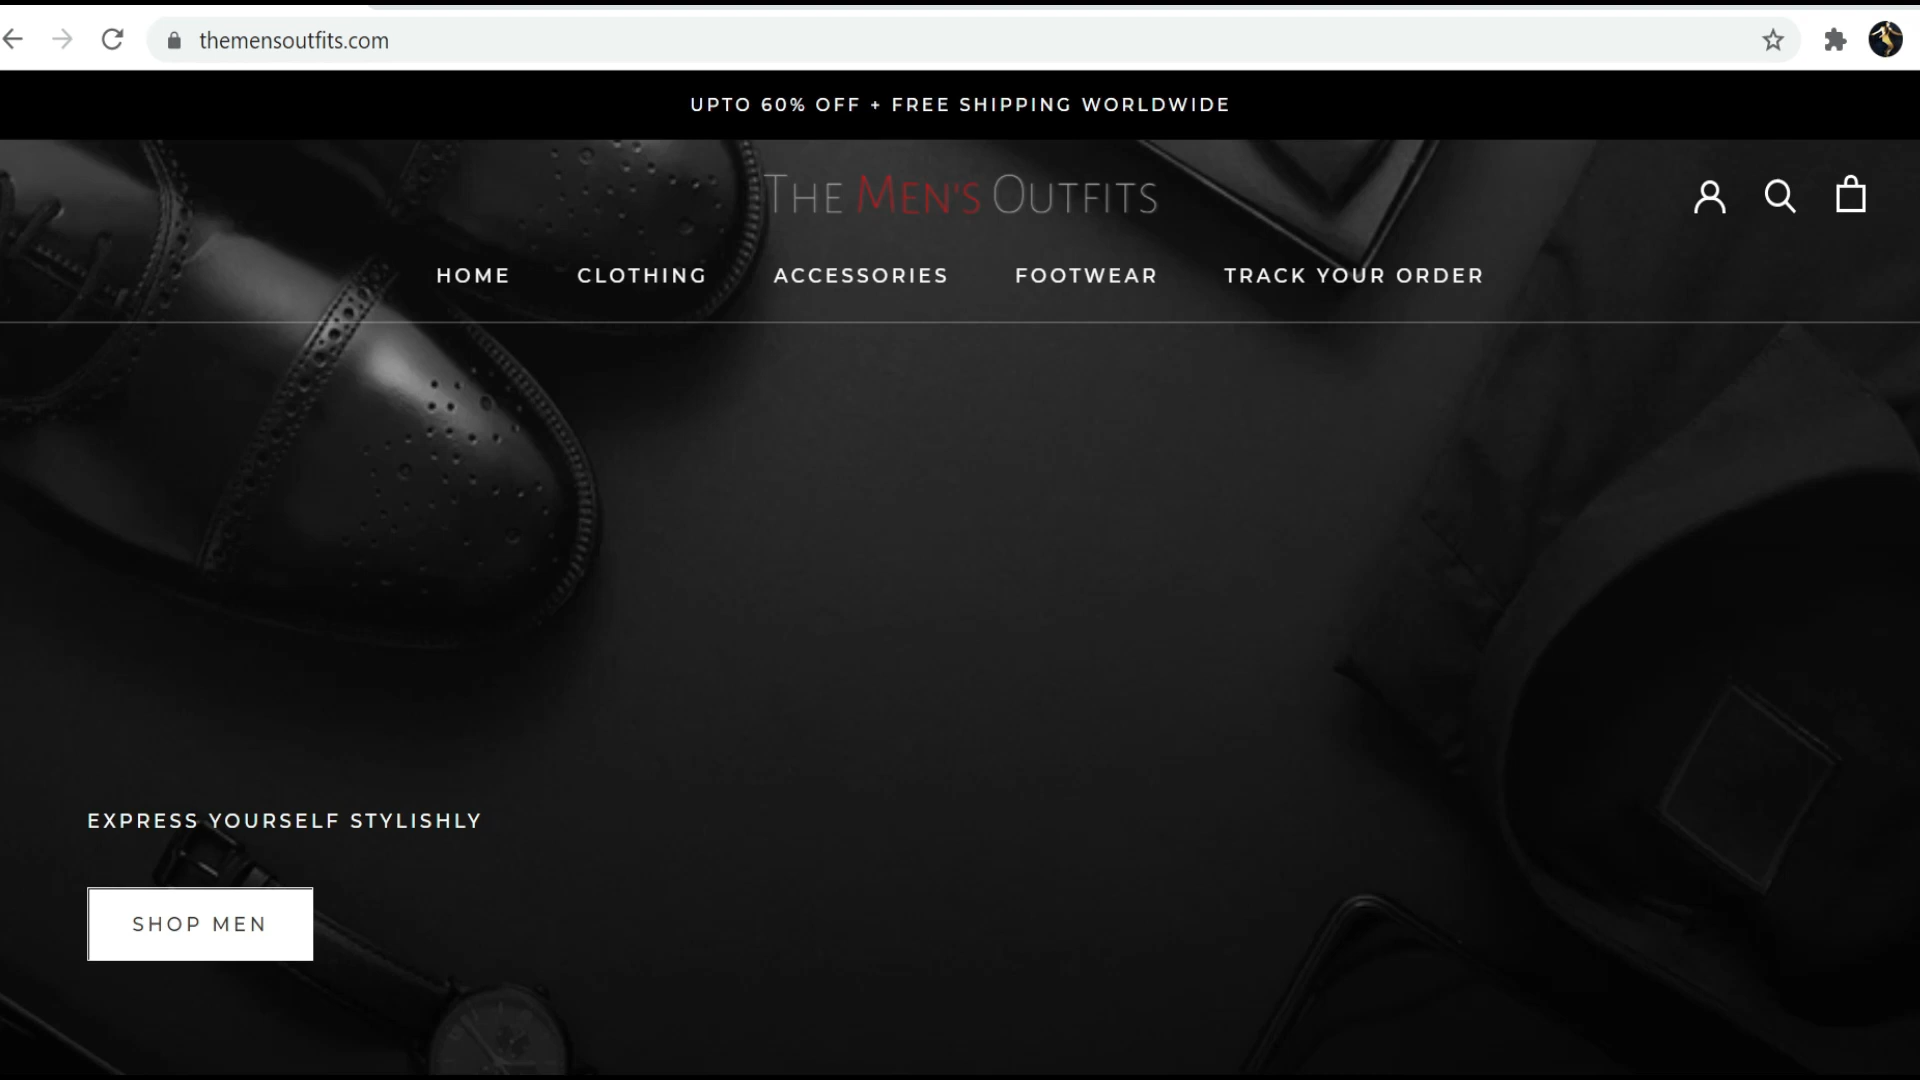 themensoutfits.com
UPTO 60% OFF + FREE SHIPPING WORLDWIDE
THE MEN'S OUTFITS
HOME CLOTHING ACCESSORIES FOOTWEAR TRACK YOUR ORDER
EXPRESS YOURSELF STYLISHLY
SHOP MEN